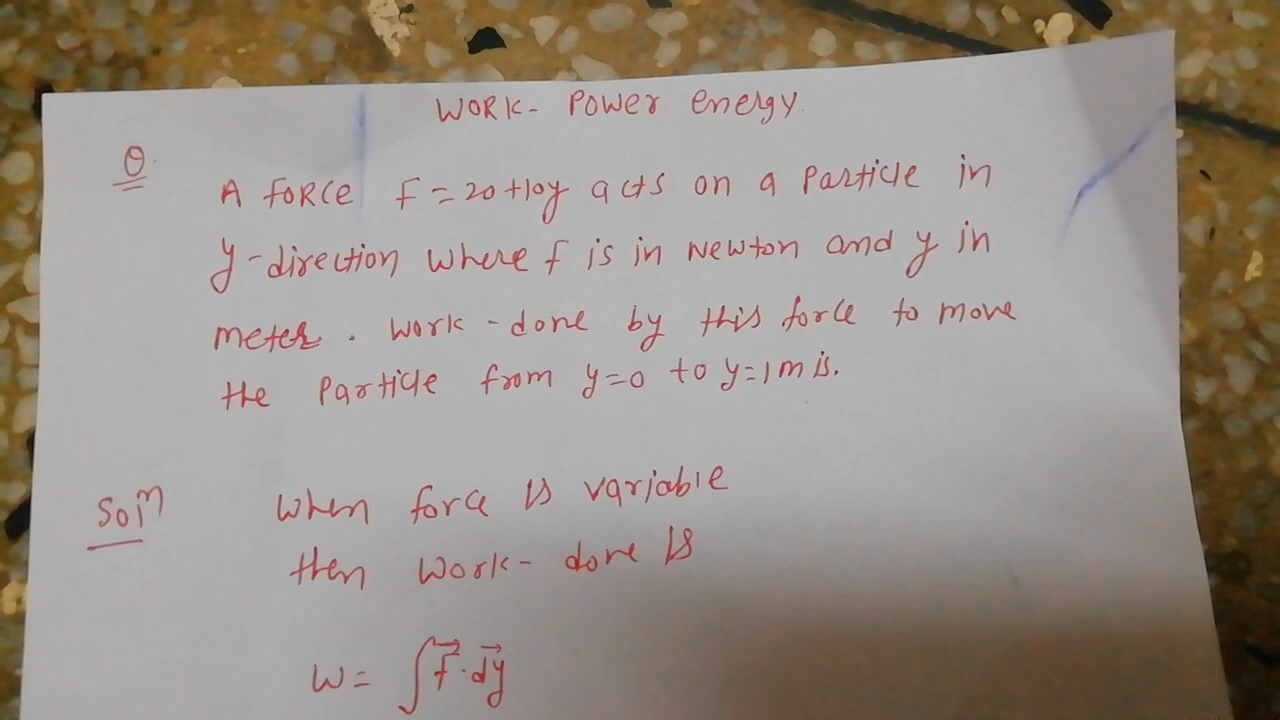 WORK- Power energy.
Q
A FORCE F = 20 +10y acts on a Particle in
y-direction where f is in Newton and y in
meter. Work-done by this force to move
the Particle from y=0 to y=1m is.
Soln When force is variable
then Work-done is
W = ∫F⃗·dy⃗